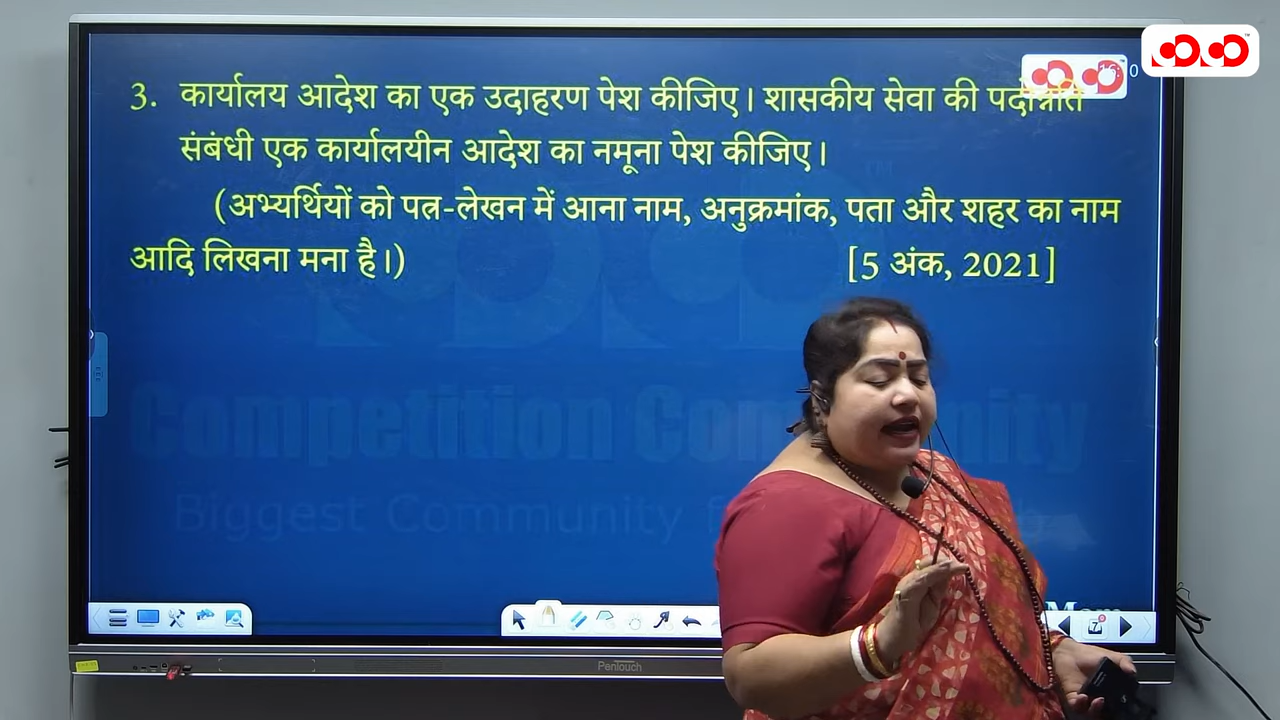 3. कार्यालय आदेश का एक उदाहरण पेश कीजिए। शासकीय सेवा की पदोन्नति
संबंधी एक कार्यालयीन आदेश का नमूना पेश कीजिए।
(अभ्यर्थियों को पत्र-लेखन में आना नाम, अनुक्रमांक, पता और शहर का नाम
आदि लिखना मना है।)
[5 अंक, 2021]
Competition Community
Biggest Community
Pentouch